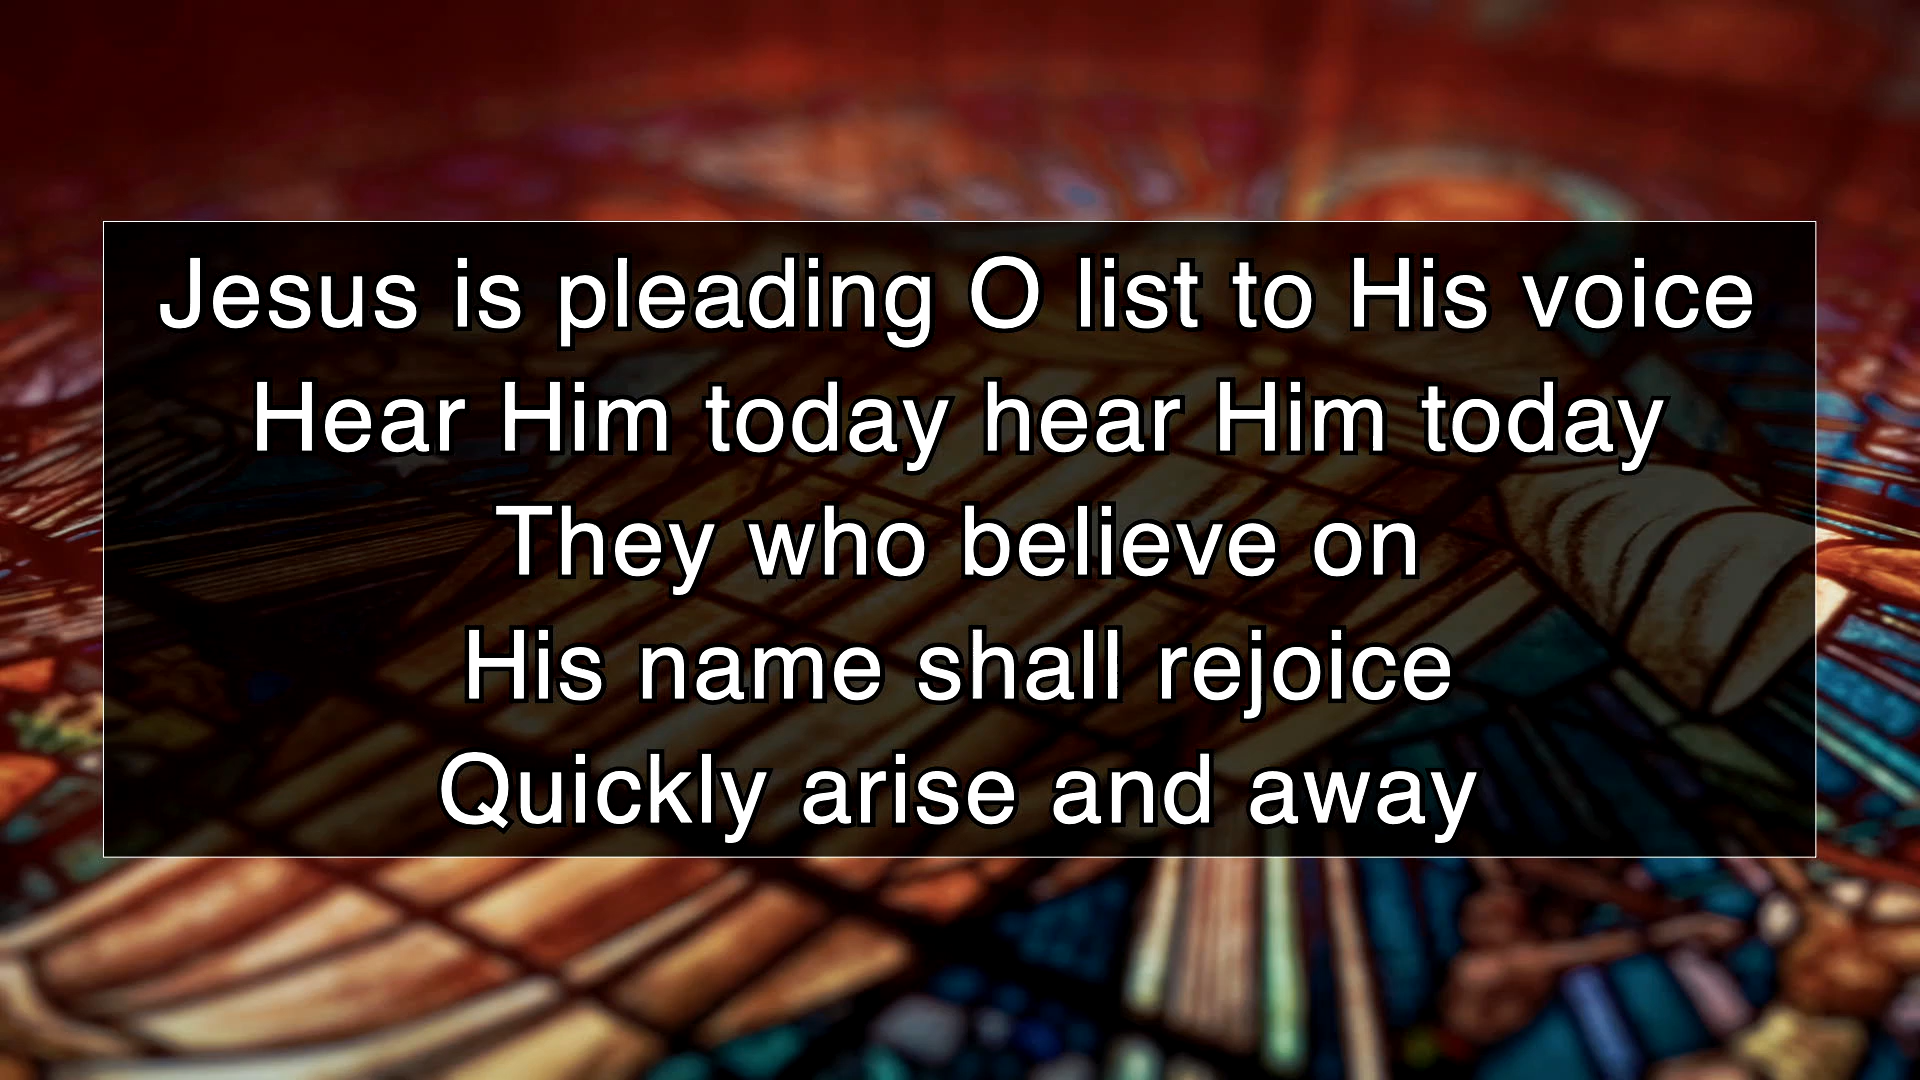 Jesus is pleading O list to His voice
Hear Him today hear Him today
They who believe on
His name shall rejoice
Quickly arise and away